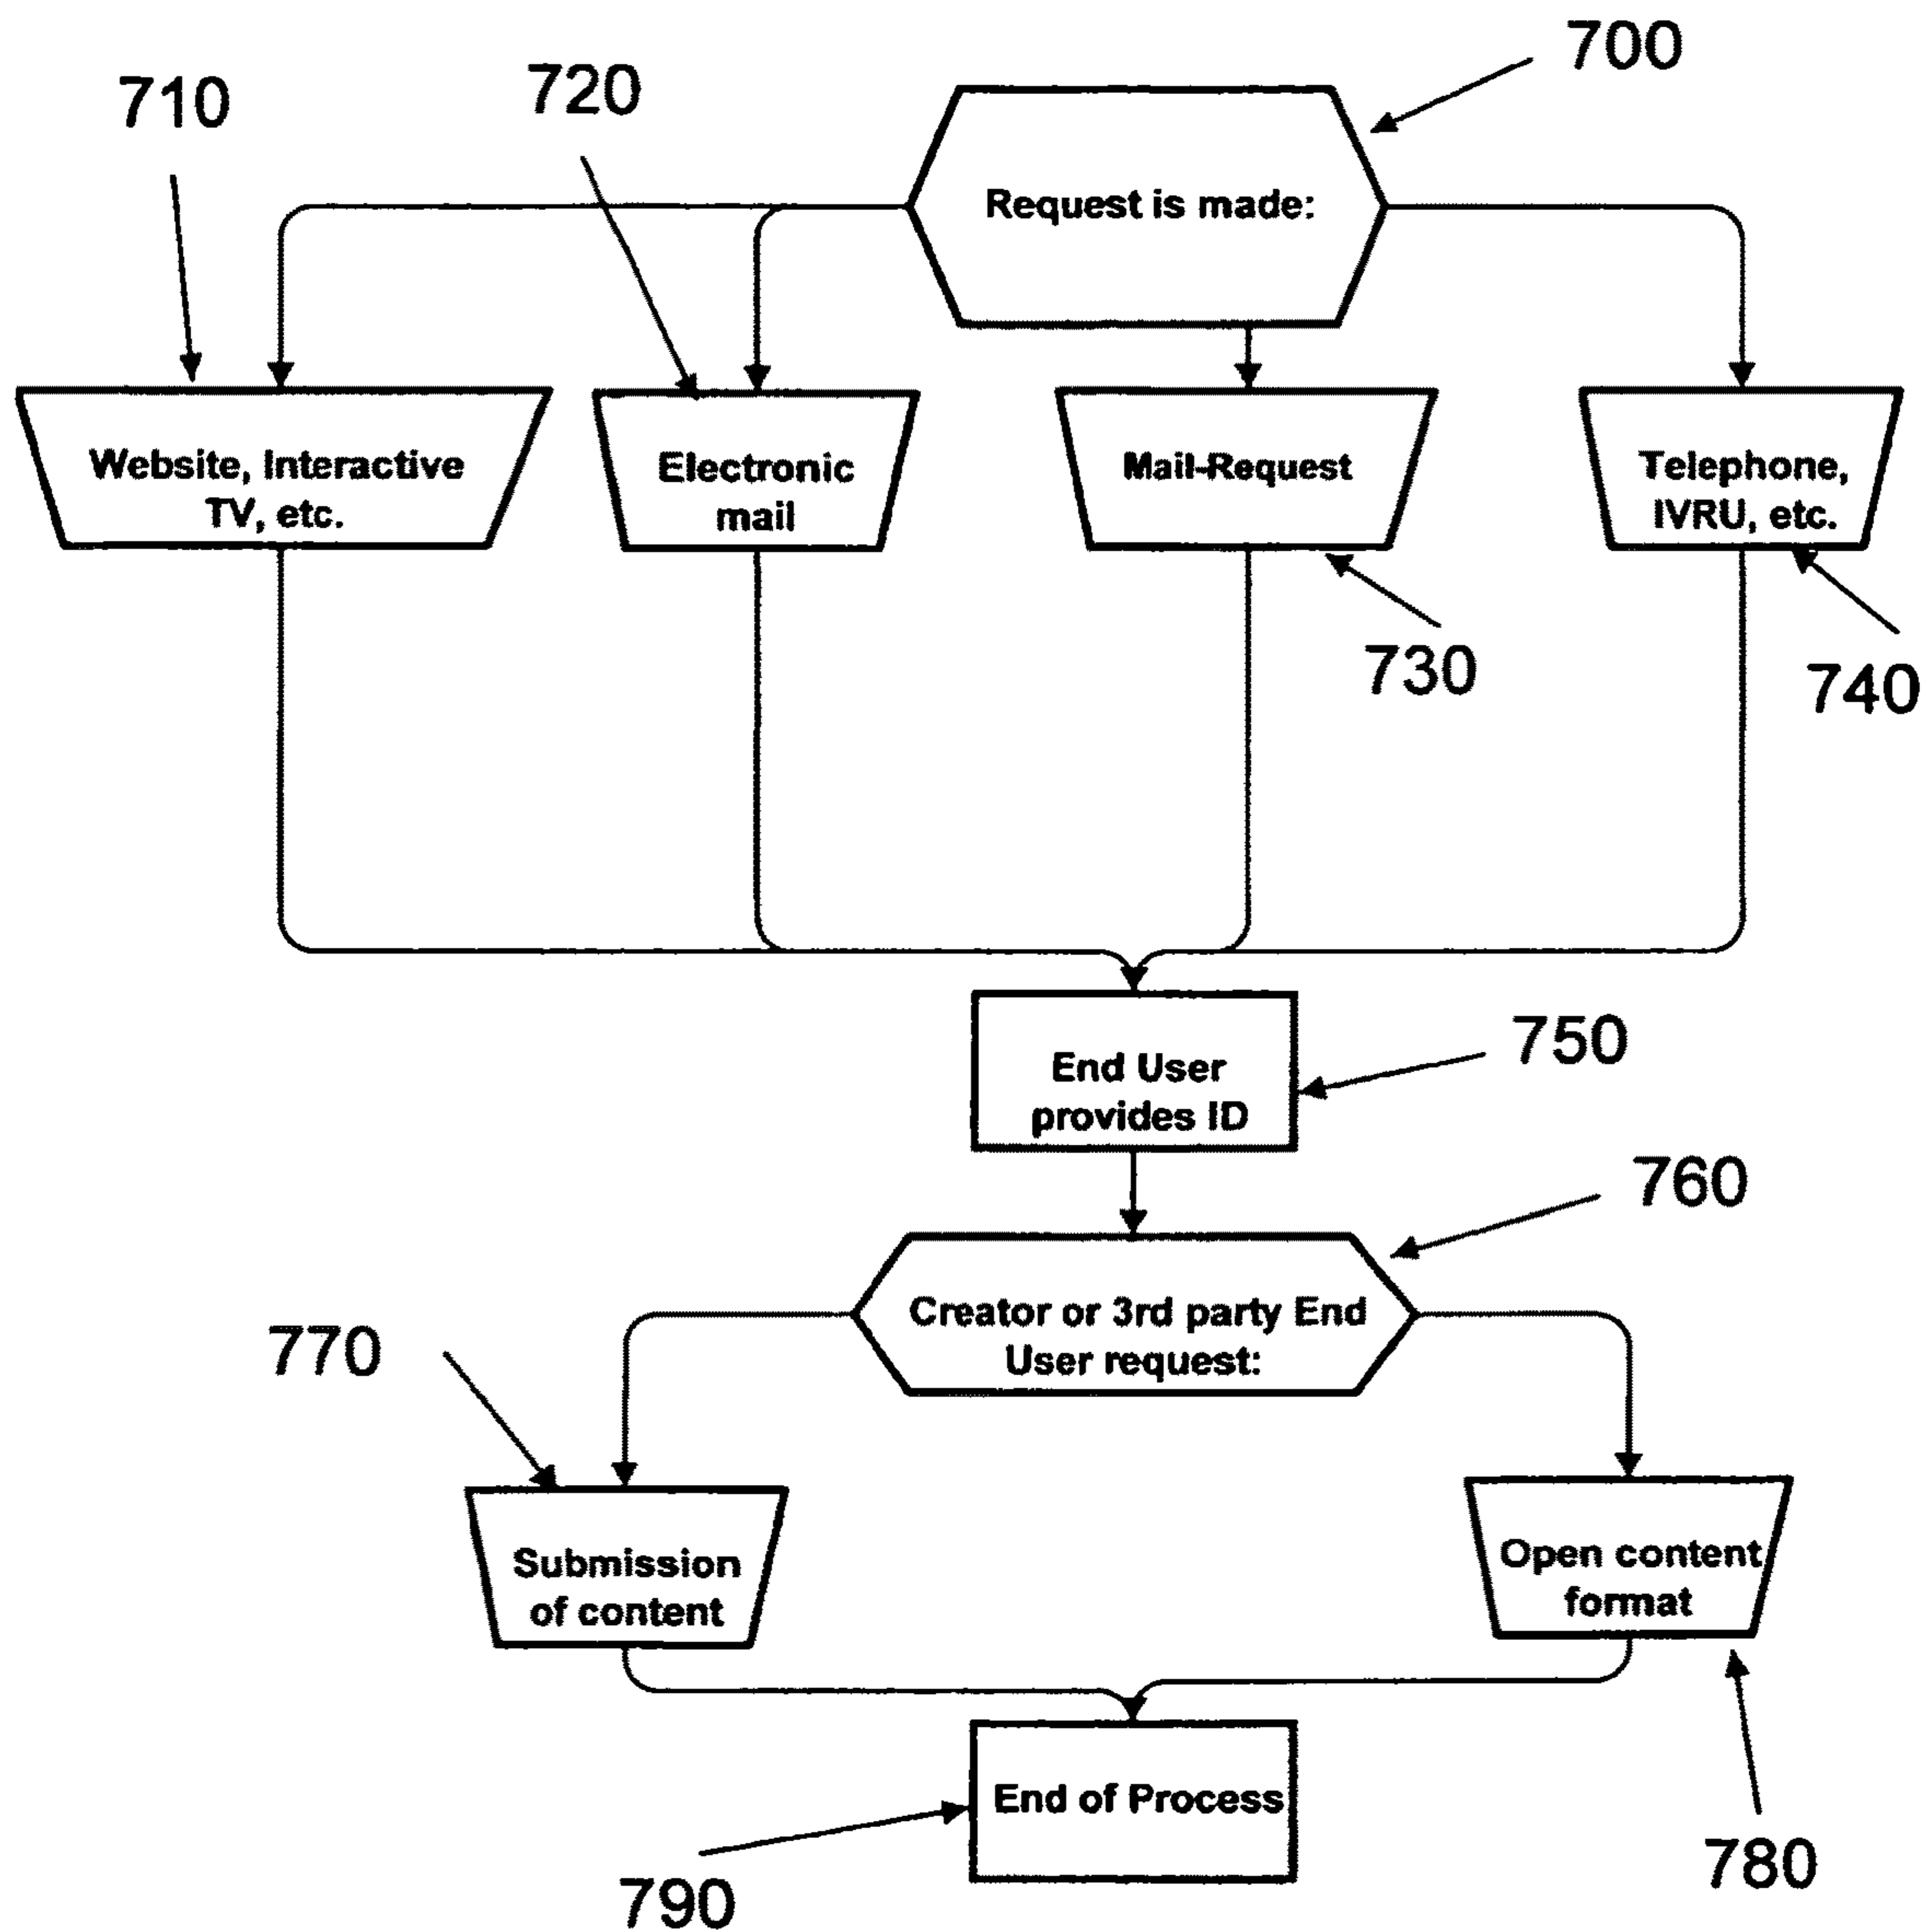 700
710
720
Request is made:
Website, Interactive
TV, etc.
Electronic
mail
Mail-Request
Telephone,
IVRU, etc.
730
740
750
End User
provides ID
760
Creator or 3rd party End
User request:
770
Submission
of content
Open content
format
End of Process
780
790